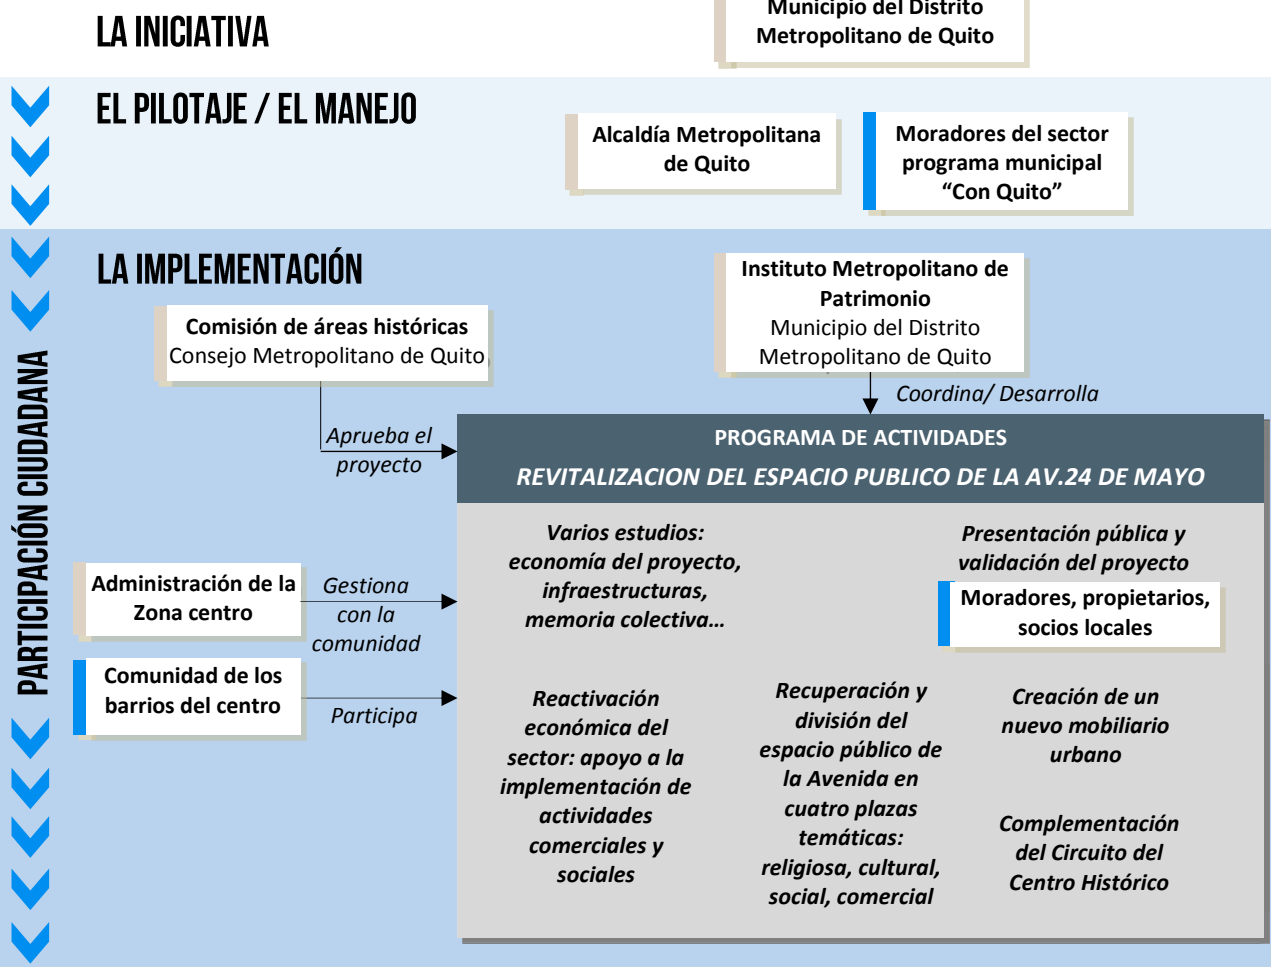 LA INICIATIVA
Municipio del Distrito
Metropolitano de Quito
EL PILOTAJE / EL MANEJO
Alcaldía Metropolitana
de Quito
Moradores del sector
programa municipal
“Con Quito”
LA IMPLEMENTACIÓN
Comisión de áreas históricas
Consejo Metropolitano de Quito
Instituto Metropolitano de
Patrimonio
Municipio del Distrito
Metropolitano de Quito
Coordina/ Desarrolla
Aprueba el
proyecto
PARTICIPACIÓN CIUDADANA
PROGRAMA DE ACTIVIDADES
REVITALIZACION DEL ESPACIO PUBLICO DE LA AV.24 DE MAYO
Administración de la
Zona centro
Gestiona
con la
comunidad
Comunidad de los
barrios del centro
Participa
Varios estudios:
economía del proyecto,
infraestructuras,
memoria colectiva…
Presentación pública y
validación del proyecto
Moradores, propietarios,
socios locales
Reactivación
económica del
sector: apoyo a la
implementación de
actividades
comerciales y
sociales
Recuperación y
división del
espacio público de
la Avenida en
cuatro plazas
temáticas:
religiosa, cultural,
social, comercial
Creación de un
nuevo mobiliario
urbano
Complementación
del Circuito del
Centro Histórico